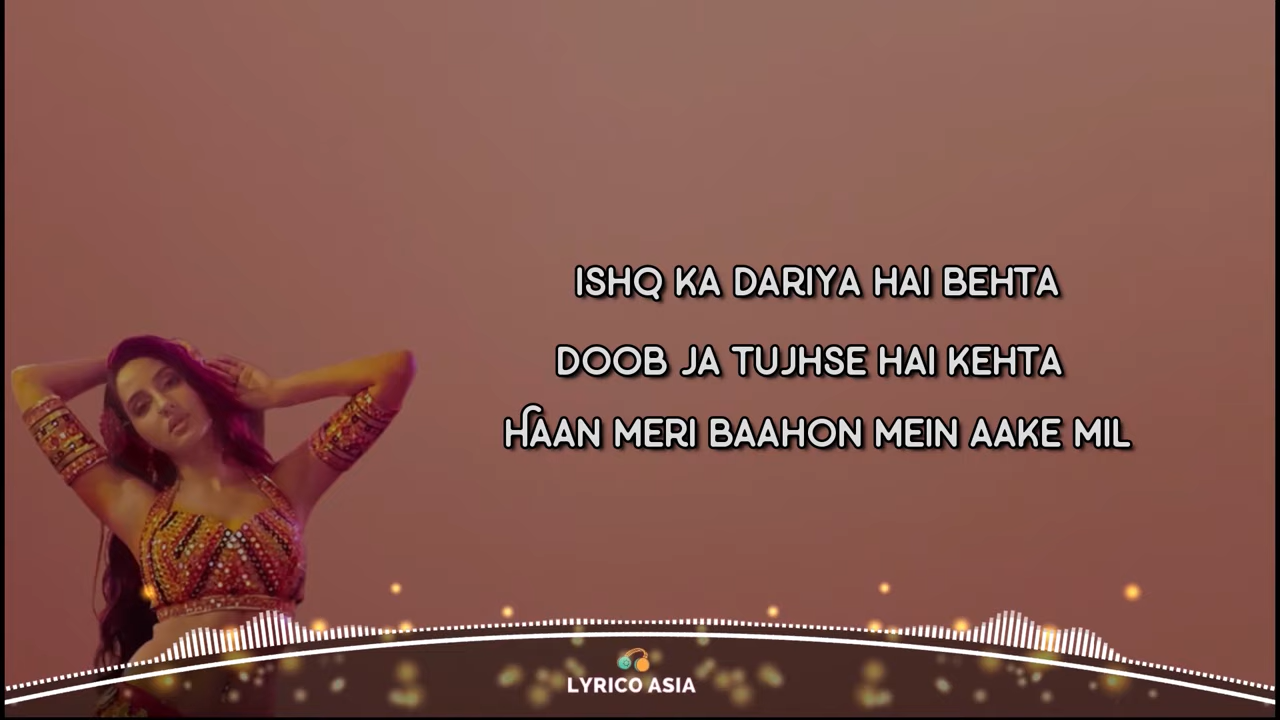 ISHQ KA DARIYA HAI BEHTA
DOOB JA TUJHSE HAI KEHTA
HAAN MERI BAAHON MEIN AAKE MIL
LYRICO ASIA